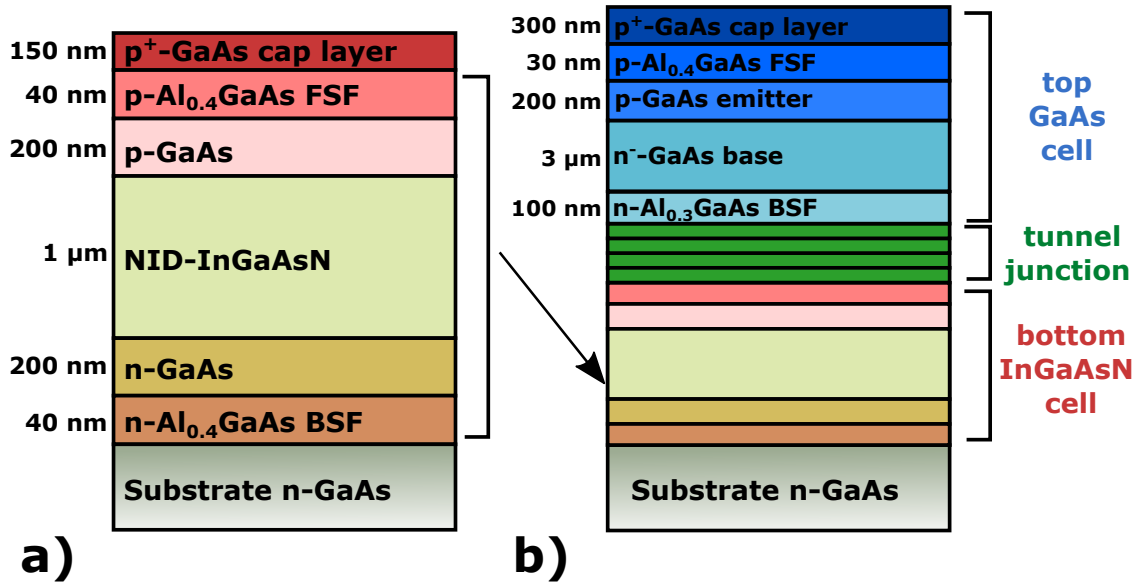 150 nm p⁺-GaAs cap layer
40 nm p-Al₀.₄GaAs FSF
200 nm p-GaAs
1 µm NID-InGaAsN
200 nm n-GaAs
40 nm n-Al₀.₄GaAs BSF
Substrate n-GaAs
a)
300 nm p⁺-GaAs cap layer
30 nm p-Al₀.₄GaAs FSF
200 nm p-GaAs emitter
3 µm n⁻-GaAs base
100 nm n-Al₀.₃GaAs BSF
top
GaAs
cell
tunnel
junction
bottom
InGaAsN
cell
Substrate n-GaAs
b)